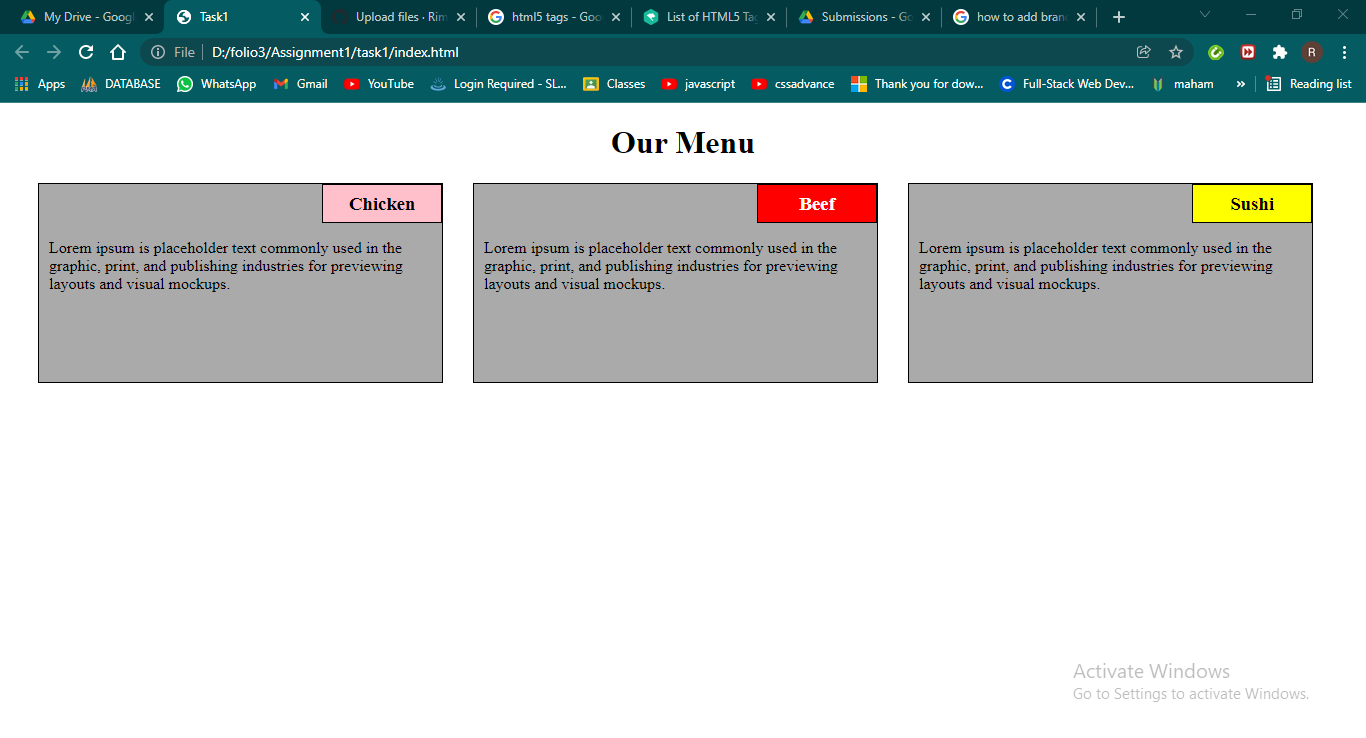 My Drive - Googl
Task1
Upload files · Rim
html5 tags - Goo
List of HTML5 Ta
Submissions - Go
how to add bran
File
D:/folio3/Assignment1/task1/index.html
R
Apps
DATABASE
WhatsApp
Gmail
YouTube
Login Required - SL...
Classes
javascript
cssadvance
Thank you for dow...
Full-Stack Web Dev...
maham
»
Reading list
Our Menu
Chicken
Lorem ipsum is placeholder text commonly used in the
graphic, print, and publishing industries for previewing
layouts and visual mockups.
Beef
Lorem ipsum is placeholder text commonly used in the
graphic, print, and publishing industries for previewing
layouts and visual mockups.
Sushi
Lorem ipsum is placeholder text commonly used in the
graphic, print, and publishing industries for previewing
layouts and visual mockups.
Activate Windows
Go to Settings to activate Windows.